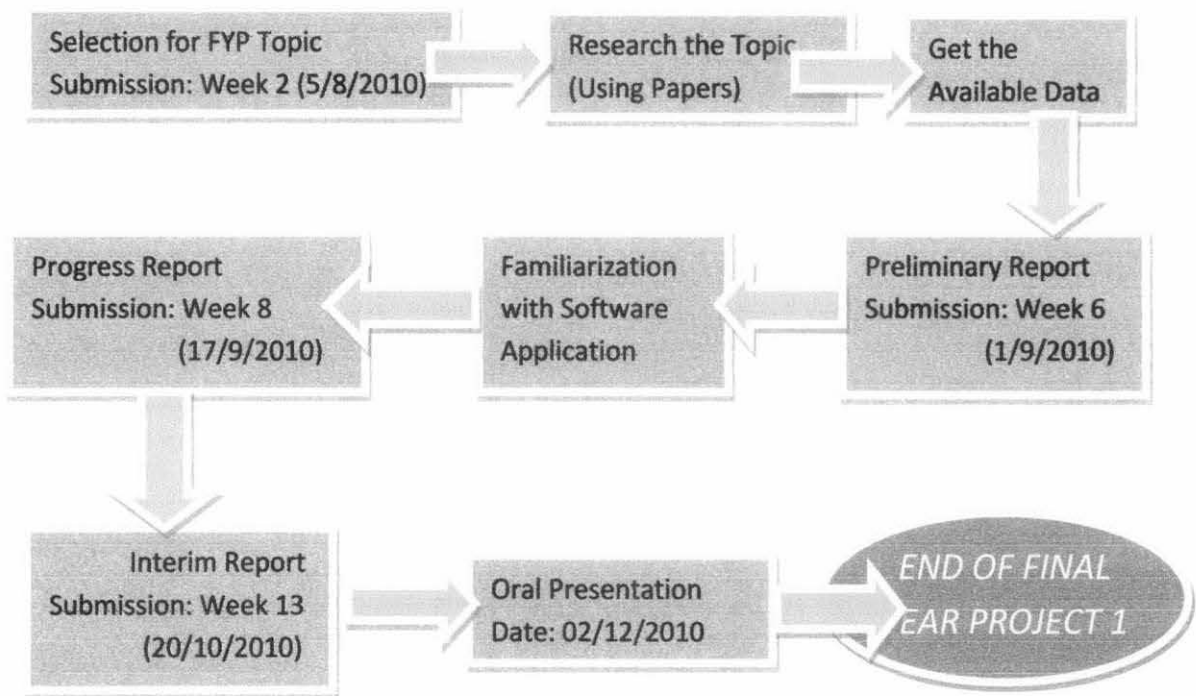 Selection for FYP Topic
Submission: Week 2 (5/8/2010)
Research the Topic
(Using Papers)
Get the
Available Data
Preliminary Report
Submission: Week 6
(1/9/2010)
Familiarization
with Software
Application
Progress Report
Submission: Week 8
(17/9/2010)
Interim Report
Submission: Week 13
(20/10/2010)
Oral Presentation
Date: 02/12/2010
END OF FINAL
EAR PROJECT 1